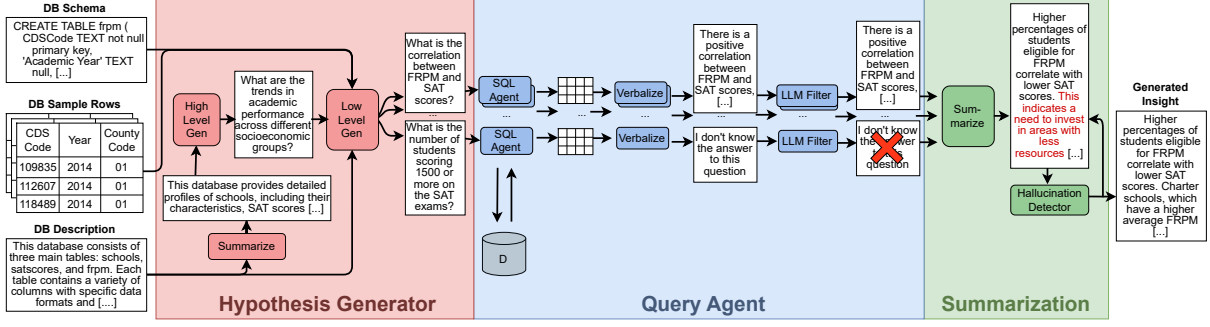 DB Schema
CREATE TABLE frpm (
CDSCode TEXT not null
primary key,
'Academic Year' TEXT
null, [...]
DB Sample Rows
CDS
Code
Year
County
Code
109835
2014
01
112607
2014
01
118489
2014
01
DB Description
This database consists of
three main tables: schools,
satscores, and frpm. Each
table contains a variety of
columns with specific data
formats and [....]
High
Level
Gen
What are the
trends in
academic
performance
across different
socioeconomic
groups?
Low
Level
Gen
This database provides detailed
profiles of schools, including their
characteristics, SAT scores [...]
Summarize
What is the
correlation
between
FRPM and
SAT
scores?
...
What is the
number of
students
scoring
1500 or
more on
the SAT
exams?
Hypothesis Generator
SQL
Agent
...
SQL
Agent
D
...
Verbalize
...
Verbalize
There is a
positive
correlation
between
FRPM and
SAT scores,
[...]
...
I don't know
the answer
to this
question
LLM Filter
...
LLM Filter
There is a
positive
correlation
between
FRPM and
SAT scores,
[...]
...
I don't know
the answer
to this
question
Query Agent
Sum-
marize
Higher
percentages of
students
eligible for
FRPM
correlate with
lower SAT
scores. This
indicates a
need to invest
in areas with
less
resources [...]
Hallucination
Detector
Summarization
Generated
Insight
Higher
percentages of
students eligible
for FRPM
correlate with
lower SAT
scores. Charter
schools, which
have a higher
average FRPM
[...]